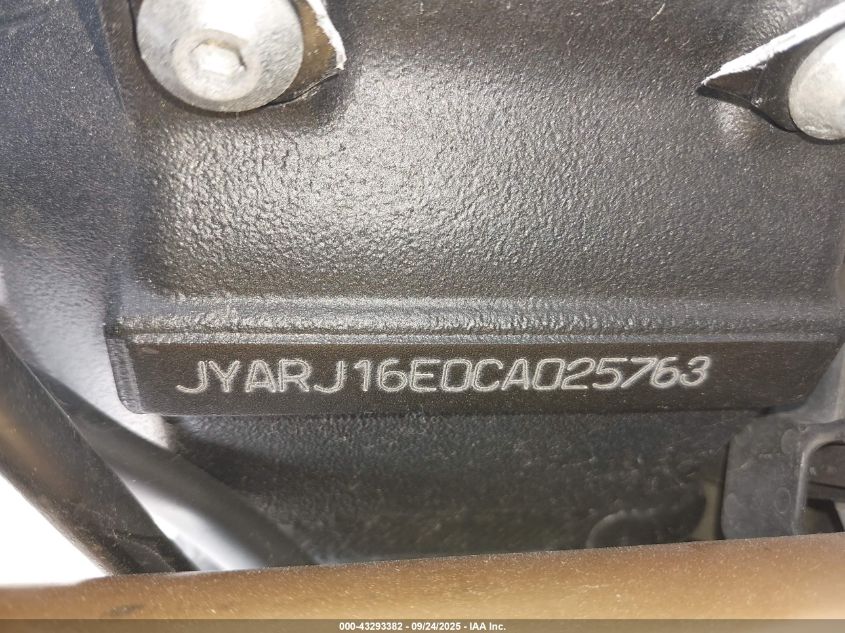 JYARJ16E0CA025763
000-43293382 • 09/24/2025 • IAA Inc.